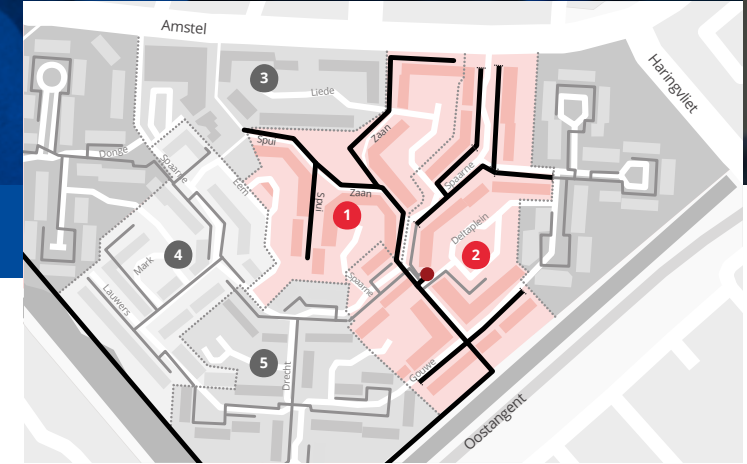 Amstel
Haringvliet
3
Liede
Zaan
Spui
Donge
Spaarne
Spaarne
Eem
Zaan
Spui
1
Deltaplein
2
4
Mark
Spaarne
Lauwers
5
Drecht
Gouwe
Oostangent